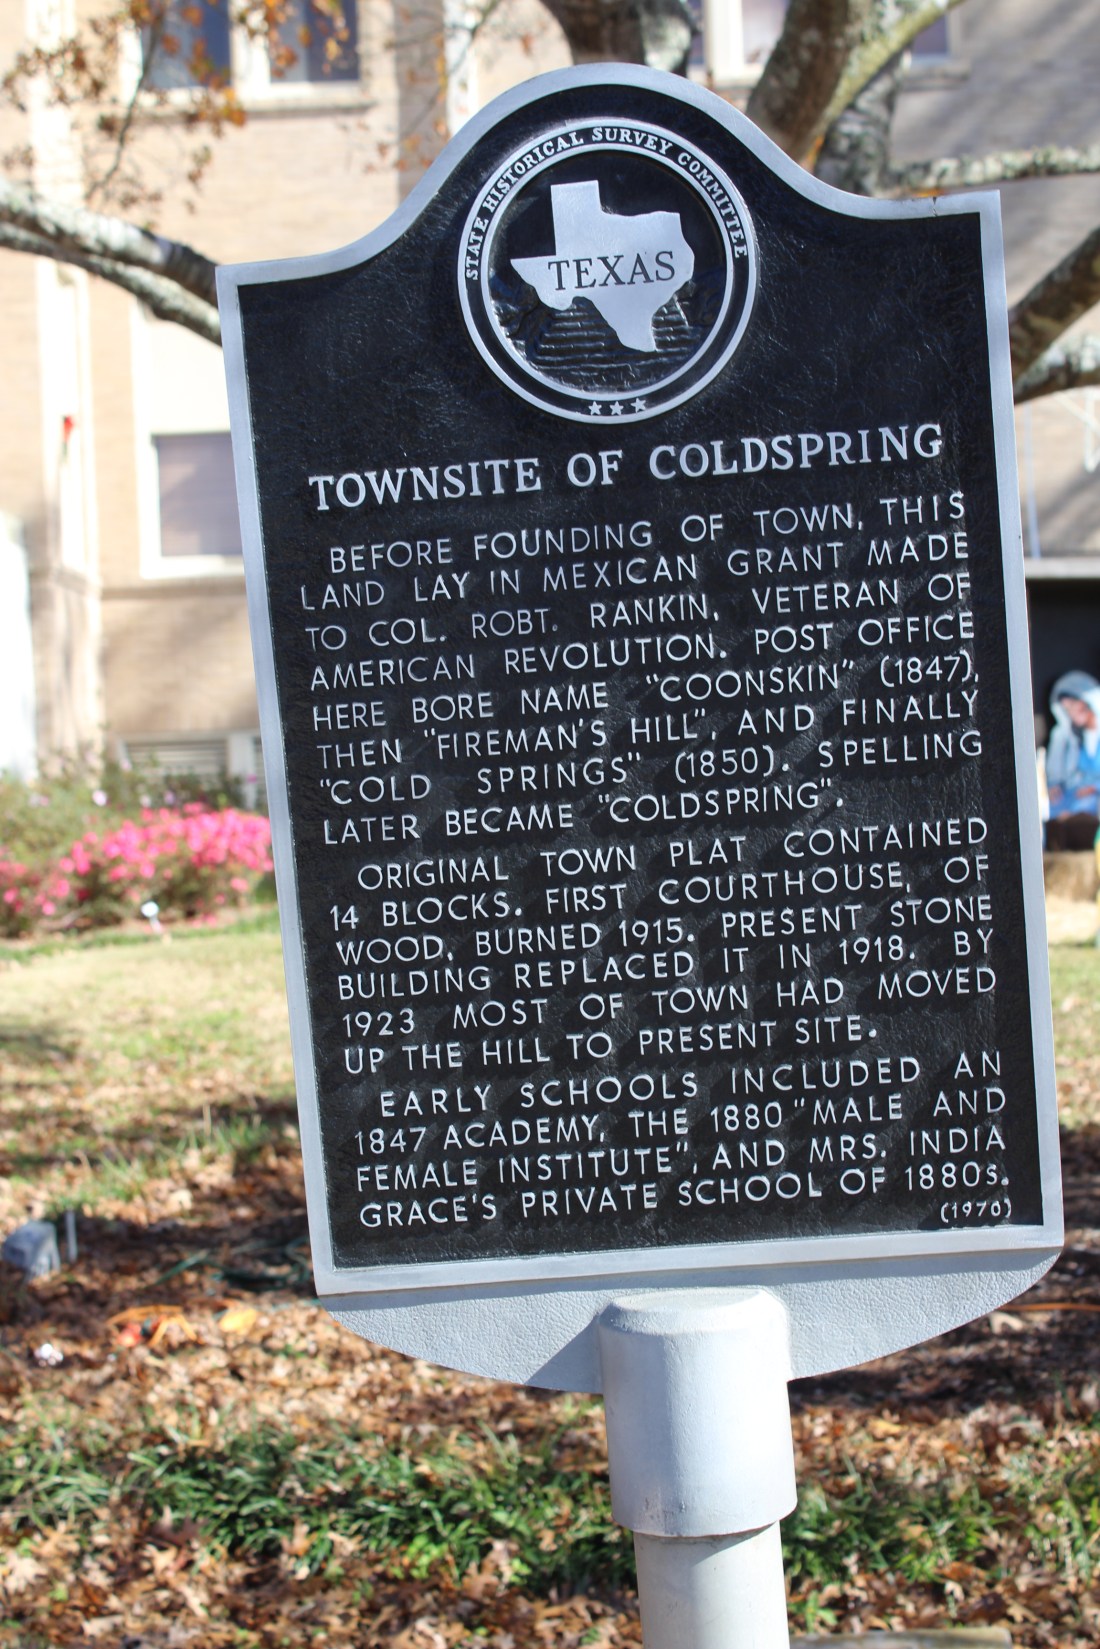 STATE HISTORICAL SURVEY COMMITTEE
TEXAS
TOWNSITE OF COLDSPRING
BEFORE FOUNDING OF TOWN, THIS
LAND LAY IN MEXICAN GRANT MADE
TO COL. ROBT. RANKIN, VETERAN OF
AMERICAN REVOLUTION. POST OFFICE
HERE BORE NAME "COONSKIN" (1847),
THEN "FIREMAN'S HILL", AND FINALLY
"COLD SPRINGS" (1850). SPELLING
LATER BECAME "COLDSPRING".
ORIGINAL TOWN PLAT CONTAINED
14 BLOCKS. FIRST COURTHOUSE, OF
WOOD, BURNED 1915. PRESENT STONE
BUILDING REPLACED IT IN 1918. BY
1923 MOST OF TOWN HAD MOVED
UP THE HILL TO PRESENT SITE.
EARLY SCHOOLS INCLUDED AN
1847 ACADEMY, THE 1880 "MALE AND
FEMALE INSTITUTE", AND MRS. INDIA
GRACE'S PRIVATE SCHOOL OF 1880s.
(1970)